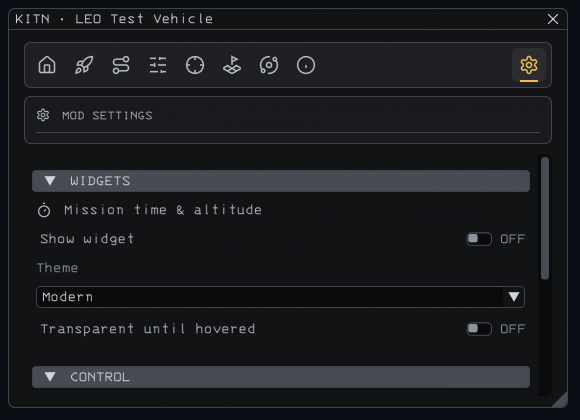 KITN · LEO Test Vehicle
MOD SETTINGS
WIDGETS
Mission time & altitude
Show widget OFF
Theme
Modern
Transparent until hovered OFF
CONTROL